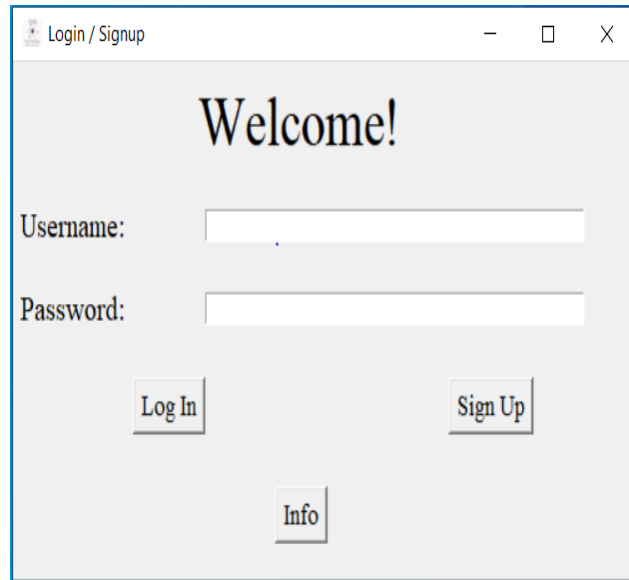 Login / Signup
Welcome!
Username:
Password:
Log In Sign Up
Info